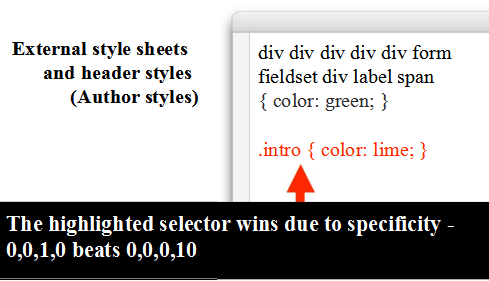 External style sheets
and header styles
(Author styles)
div div div div div form
fieldset div label span
{ color: green; }
.intro { color: lime; }
The highlighted selector wins due to specificity -
0,0,1,0 beats 0,0,0,10